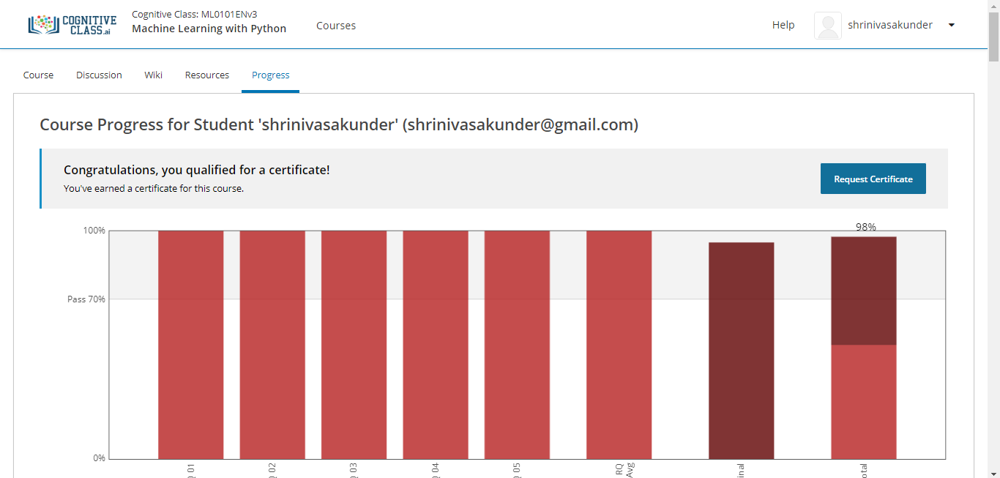 COGNITIVE
CLASS.ai
Cognitive Class: ML0101ENv3
Machine Learning with Python
Courses
Help
shrinivasakunder
Course
Discussion
Wiki
Resources
Progress
Course Progress for Student 'shrinivasakunder' (shrinivasakunder@gmail.com)
Congratulations, you qualified for a certificate!
You've earned a certificate for this course.
Request Certificate
98%
100%
Pass 70%
0%
01
02
03
04
05
RQ
Avg